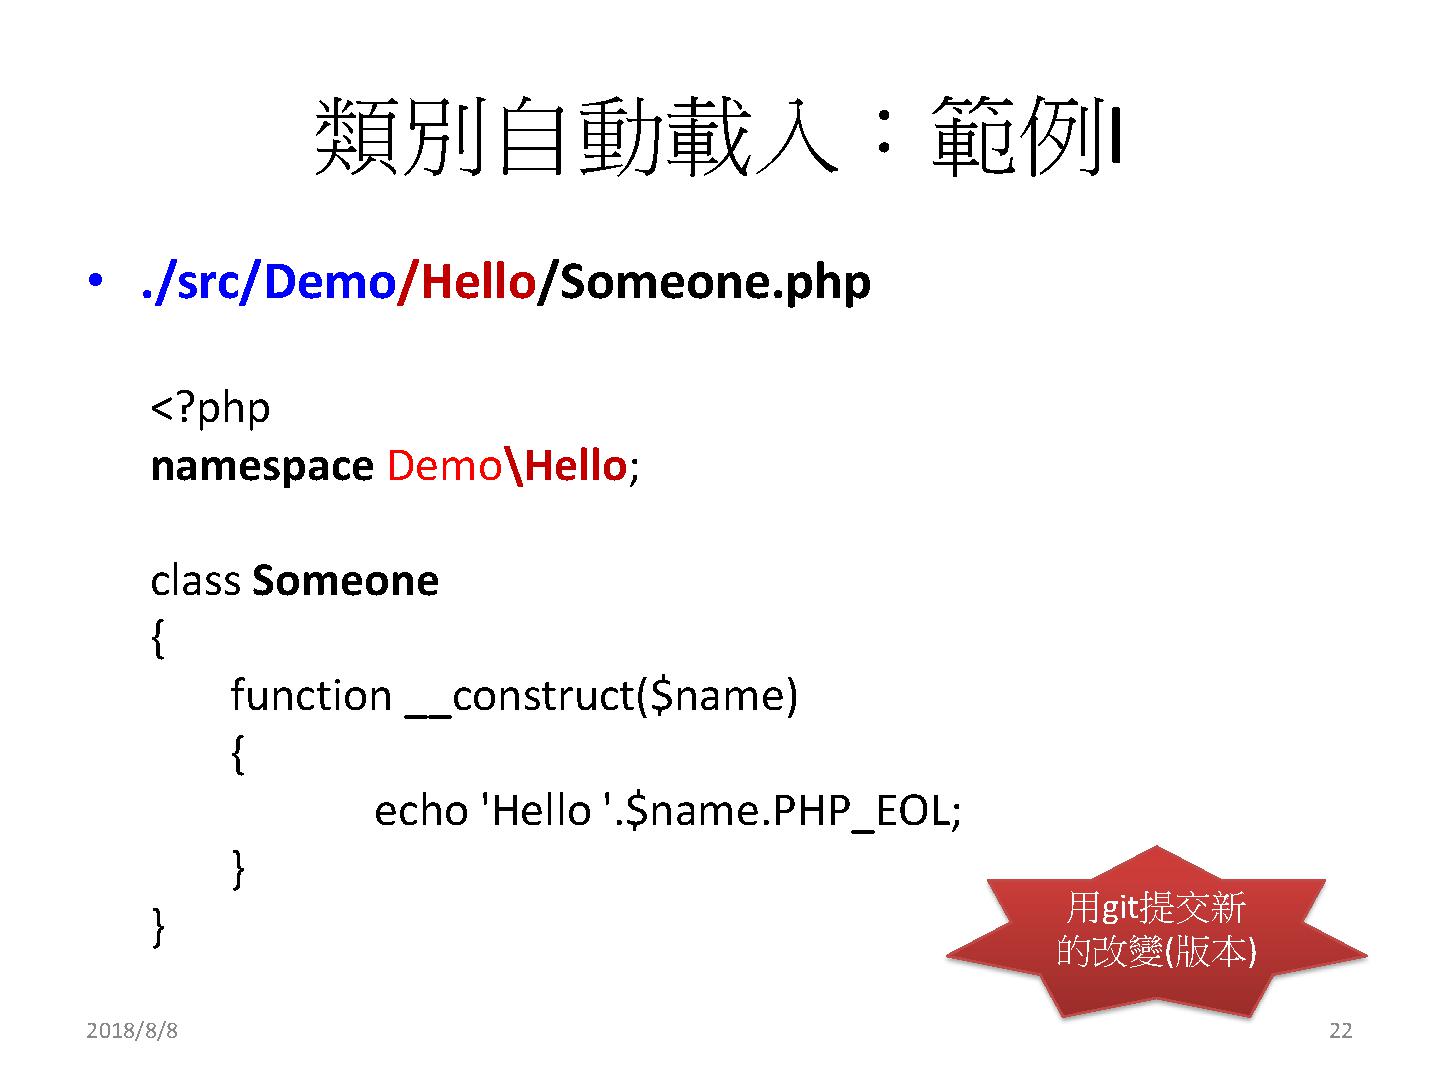 類別自動載入：範例I
• ./src/Demo/Hello/Someone.php
<?php
namespace Demo\Hello;
class Someone
{
function __construct($name)
{
echo 'Hello '.$name.PHP_EOL;
}
}
用git提交新
的改變(版本)
2018/8/8
22